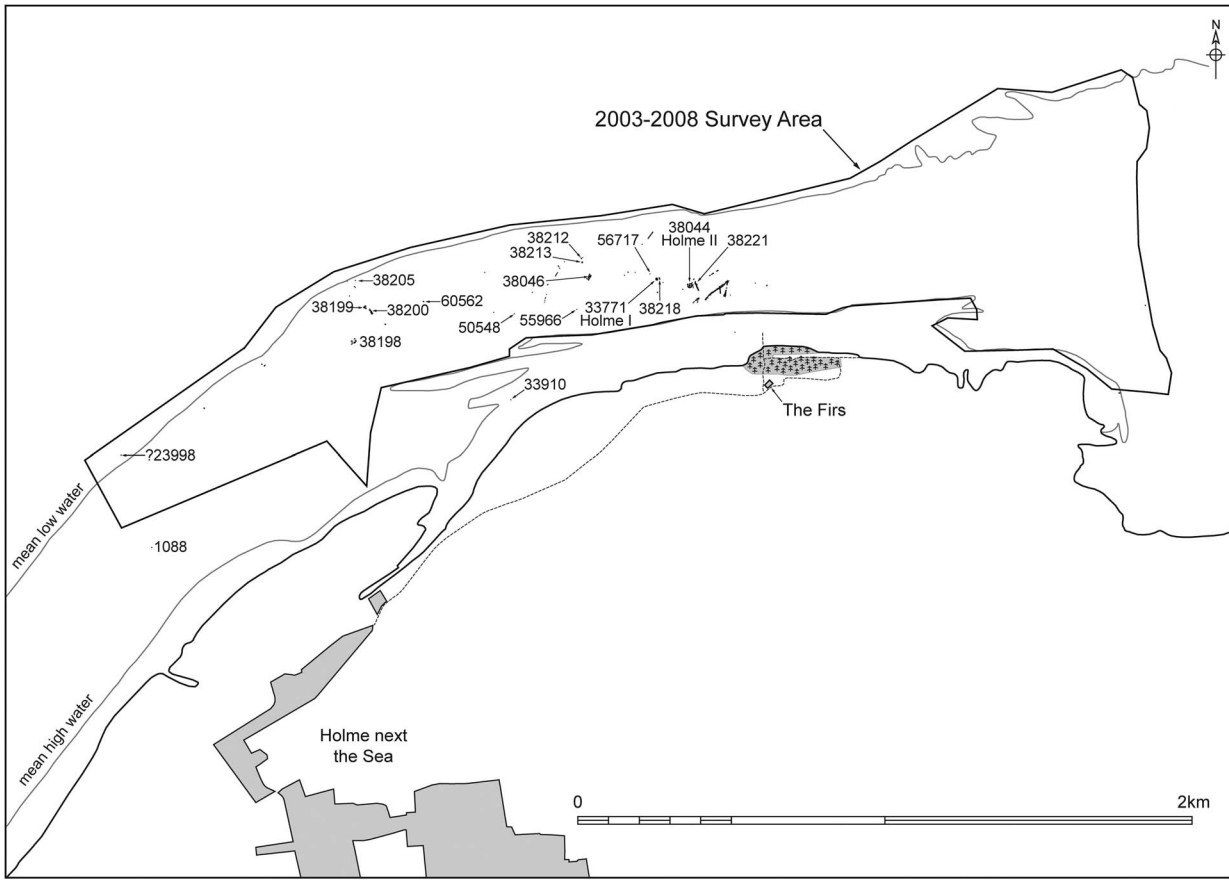 N
2003-2008 Survey Area
38044
Holme II
38212
56717
38221
38213
38205
38046
60562
38199
38200
33771
38218
Holme I
55966
50548
38198
33910
The Firs
?23998
mean low water
1088
mean high water
Holme next
the Sea
0
2km